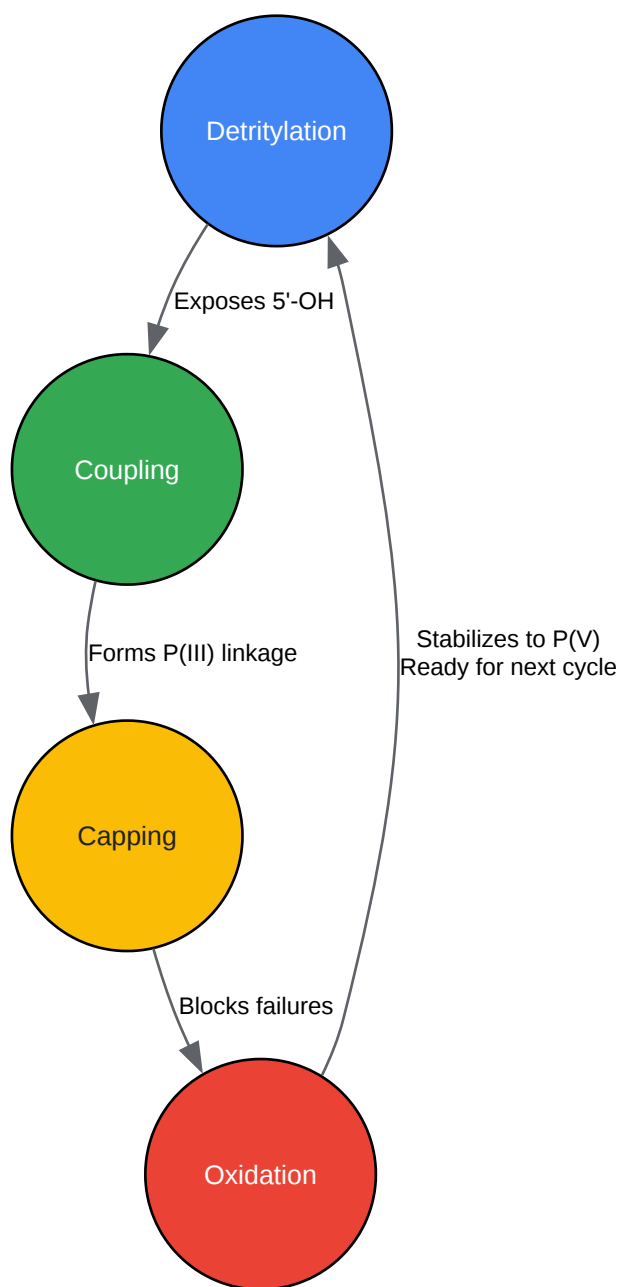 Detritylation
Exposes 5'-OH
Coupling
Forms P(III) linkage
Stabilizes to P(V)
Ready for next cycle
Capping
Blocks failures
Oxidation